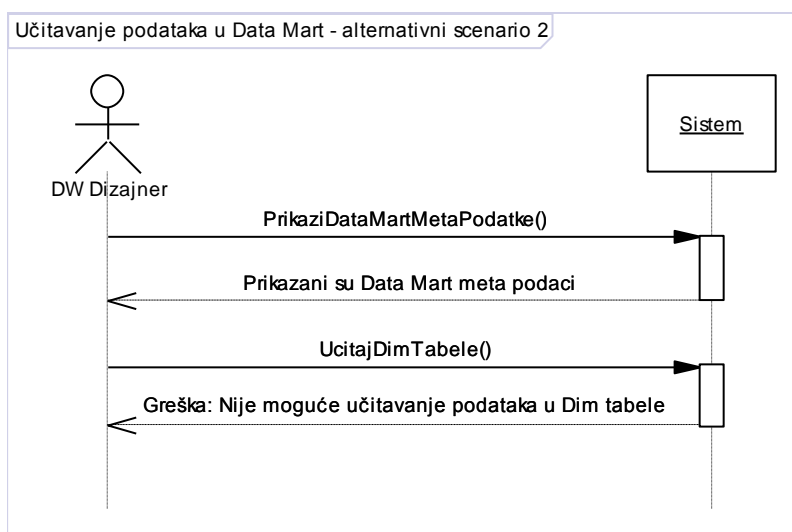 Učitavanje podataka u Data Mart - alternativni scenario 2
Sistem
DW Dizajner
PrikaziDataMartMetaPodatke()
Prikazani su Data Mart meta podaci
UcitajDimTabele()
Greška: Nije moguće učitavanje podataka u Dim tabele